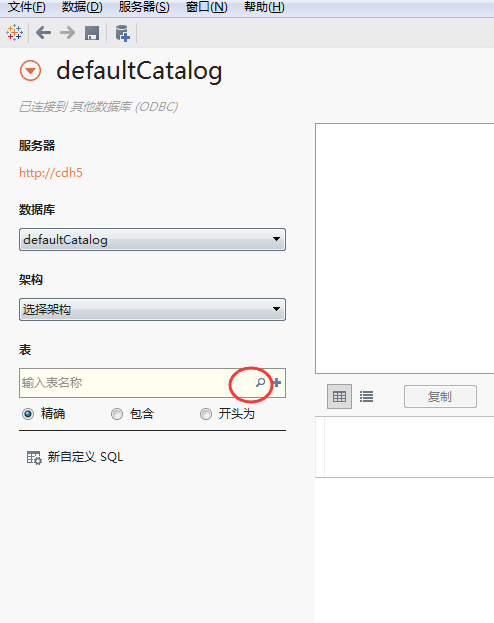 文件(F) 数据(D) 服务器(S) 窗口(N) 帮助(H)
defaultCatalog
已连接到 其他数据库 (ODBC)
服务器
http://cdh5
数据库
defaultCatalog
架构
选择架构
表
输入表名称
精确 包含 开头为
新自定义 SQL
复制